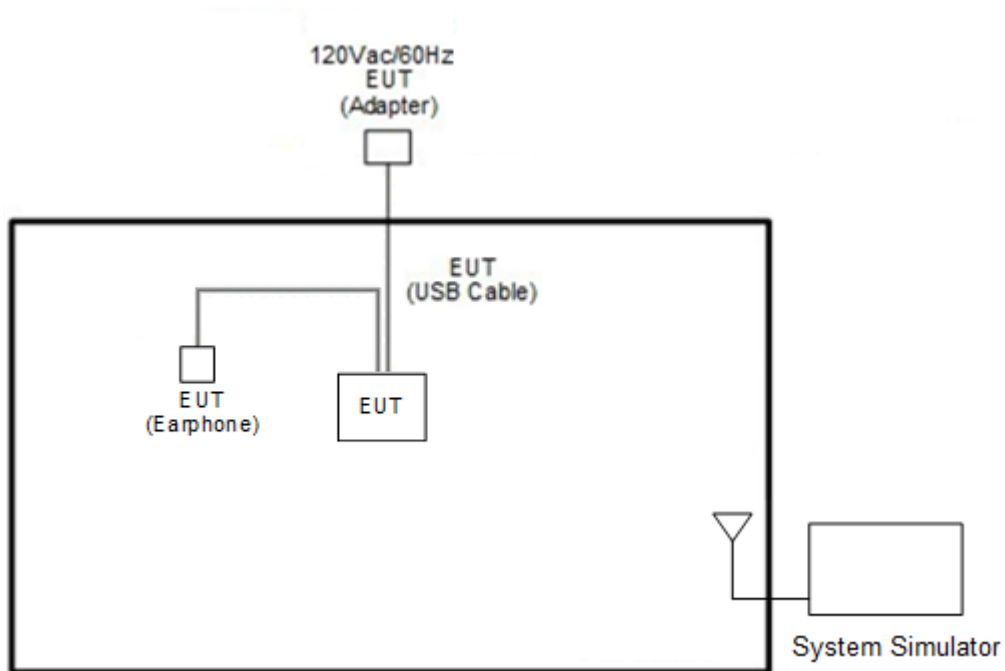 120Vac/60Hz
EUT
(Adapter)
EUT
(USB Cable)
EUT
(Earphone)
EUT
System Simulator